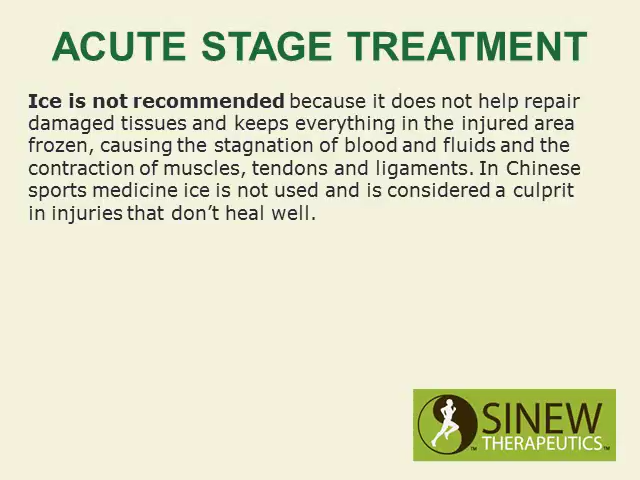 ACUTE STAGE TREATMENT
Ice is not recommended because it does not help repair
damaged tissues and keeps everything in the injured area
frozen, causing the stagnation of blood and fluids and the
contraction of muscles, tendons and ligaments. In Chinese
sports medicine ice is not used and is considered a culprit
in injuries that don’t heal well.
SINEW
THERAPEUTICS™
™